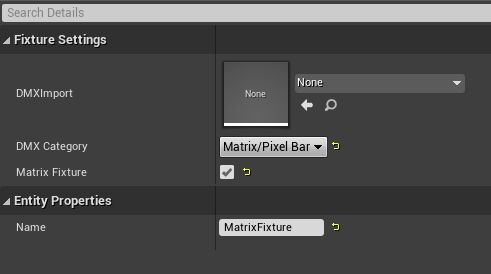 Search Details
Fixture Settings
DMXImport
None
None
DMX Category
Matrix/Pixel Bar
Matrix Fixture
Entity Properties
Name
MatrixFixture